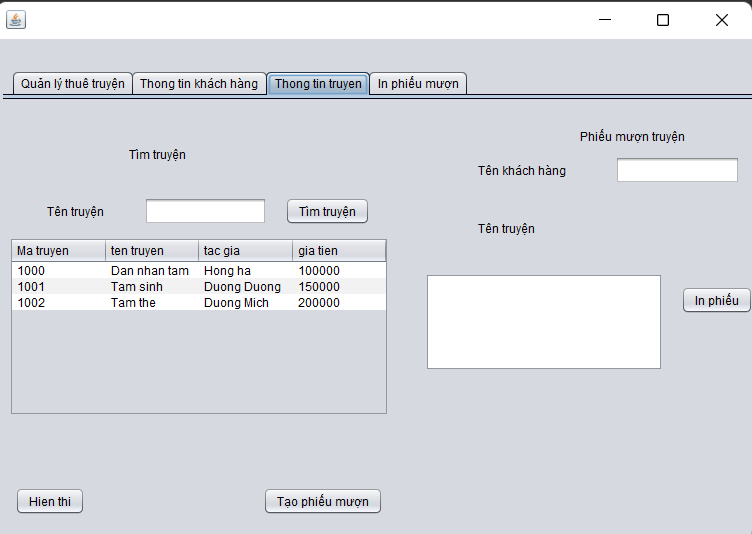 Quản lý thuê truyện Thong tin khách hàng Thong tin truyen In phiếu mượn
Phiếu mượn truyện
Tìm truyện
Tên khách hàng
Tên truyện Tìm truyện
Tên truyện
Ma truyen ten truyen tac gia gia tien
1000 Dan nhan tam Hong ha 100000
1001 Tam sinh Duong Duong 150000
1002 Tam the Duong Mich 200000
In phiếu
Hien thi Tạo phiếu mượn